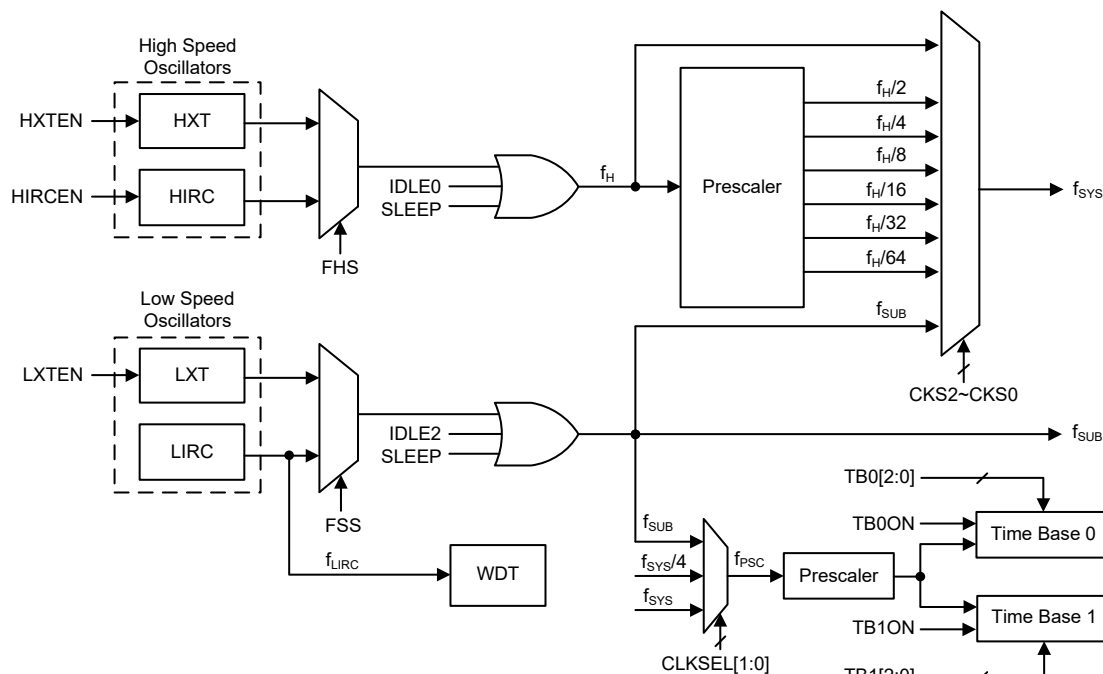 High Speed
Oscillators
HXTEN
HXT
HIRCEN
HIRC
FHS
IDLE0
SLEEP
fH
Prescaler
fH/2
fH/4
fH/8
fH/16
fH/32
fH/64
fSUB
CKS2~CKS0
fSYS
Low Speed
Oscillators
LXTEN
LXT
LIRC
FSS
IDLE2
SLEEP
fSUB
fLIRC
WDT
fSUB
fSYS/4
fSYS
CLKSEL[1:0]
fPSC
Prescaler
TB0[2:0]
TB0ON
Time Base 0
Time Base 1
TB1ON
TB1[2:0]